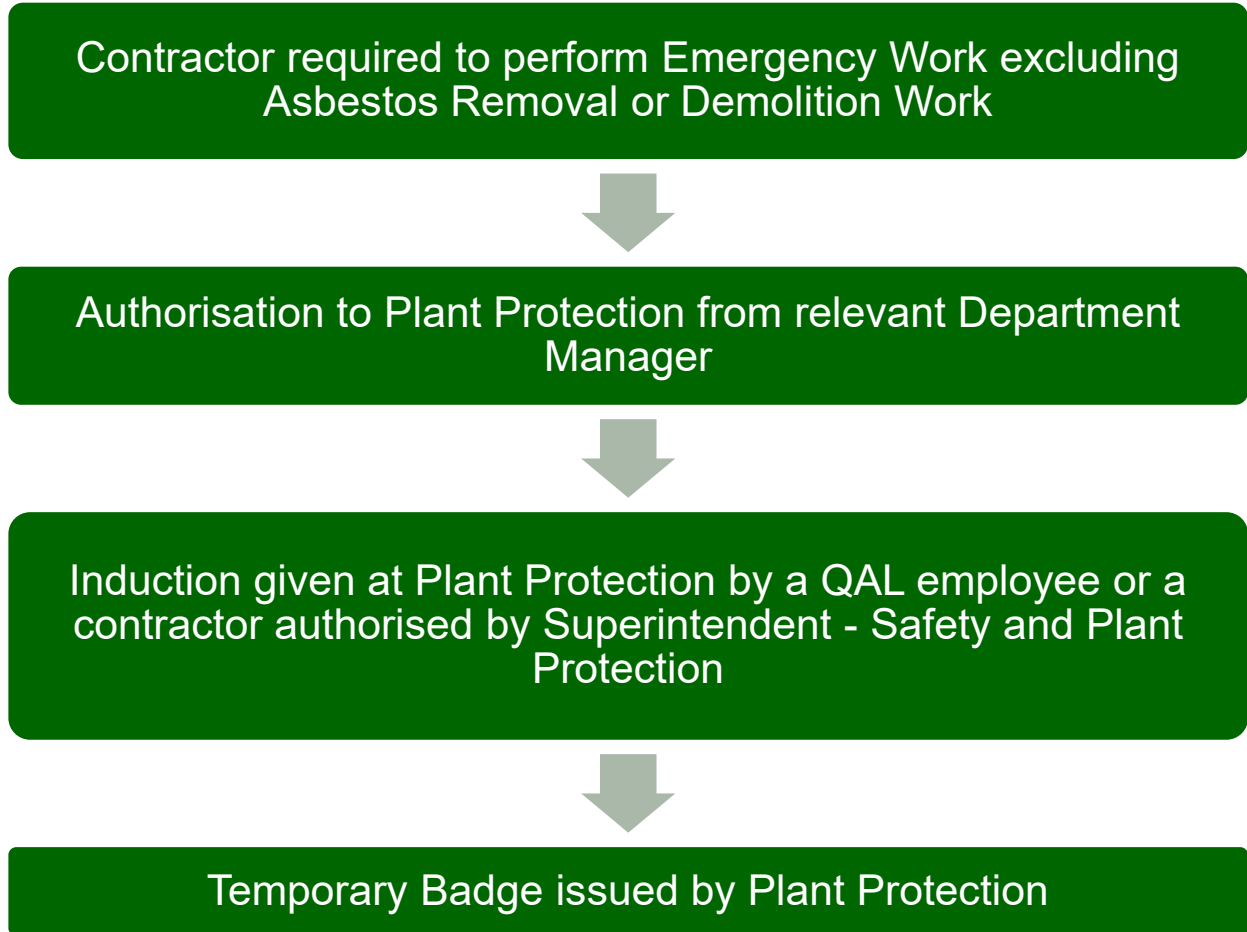 Contractor required to perform Emergency Work excluding
Asbestos Removal or Demolition Work
Authorisation to Plant Protection from relevant Department
Manager
Induction given at Plant Protection by a QAL employee or a
contractor authorised by Superintendent - Safety and Plant
Protection
Temporary Badge issued by Plant Protection